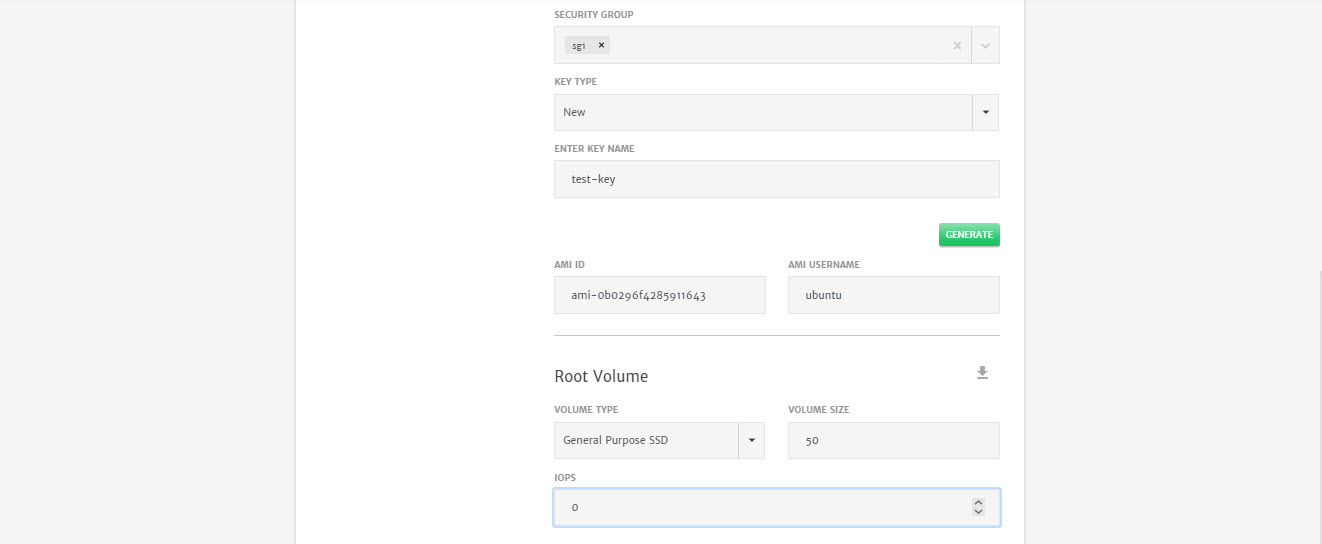 SECURITY GROUP
sg1 ×
x
KEY TYPE
New
ENTER KEY NAME
test-key
GENERATE
AMI ID
AMI USERNAME
ami-0b0296f4285911643
ubuntu
Root Volume
VOLUME TYPE
VOLUME SIZE
General Purpose SSD
50
IOPS
0